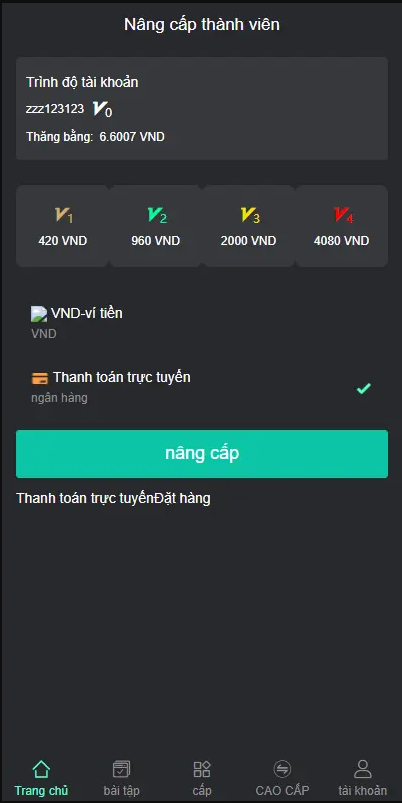 Nâng cấp thành viên
Trình độ tài khoản
zzz123123 V0
Thăng bằng: 6.6007 VND
V1 V2 V3 V4
420 VND 960 VND 2000 VND 4080 VND
VND-ví tiền
VND
Thanh toán trực tuyến
ngân hàng
nâng cấp
Thanh toán trực tuyếnĐặt hàng
Trang chủ bài tập cấp CAO CẤP tài khoản